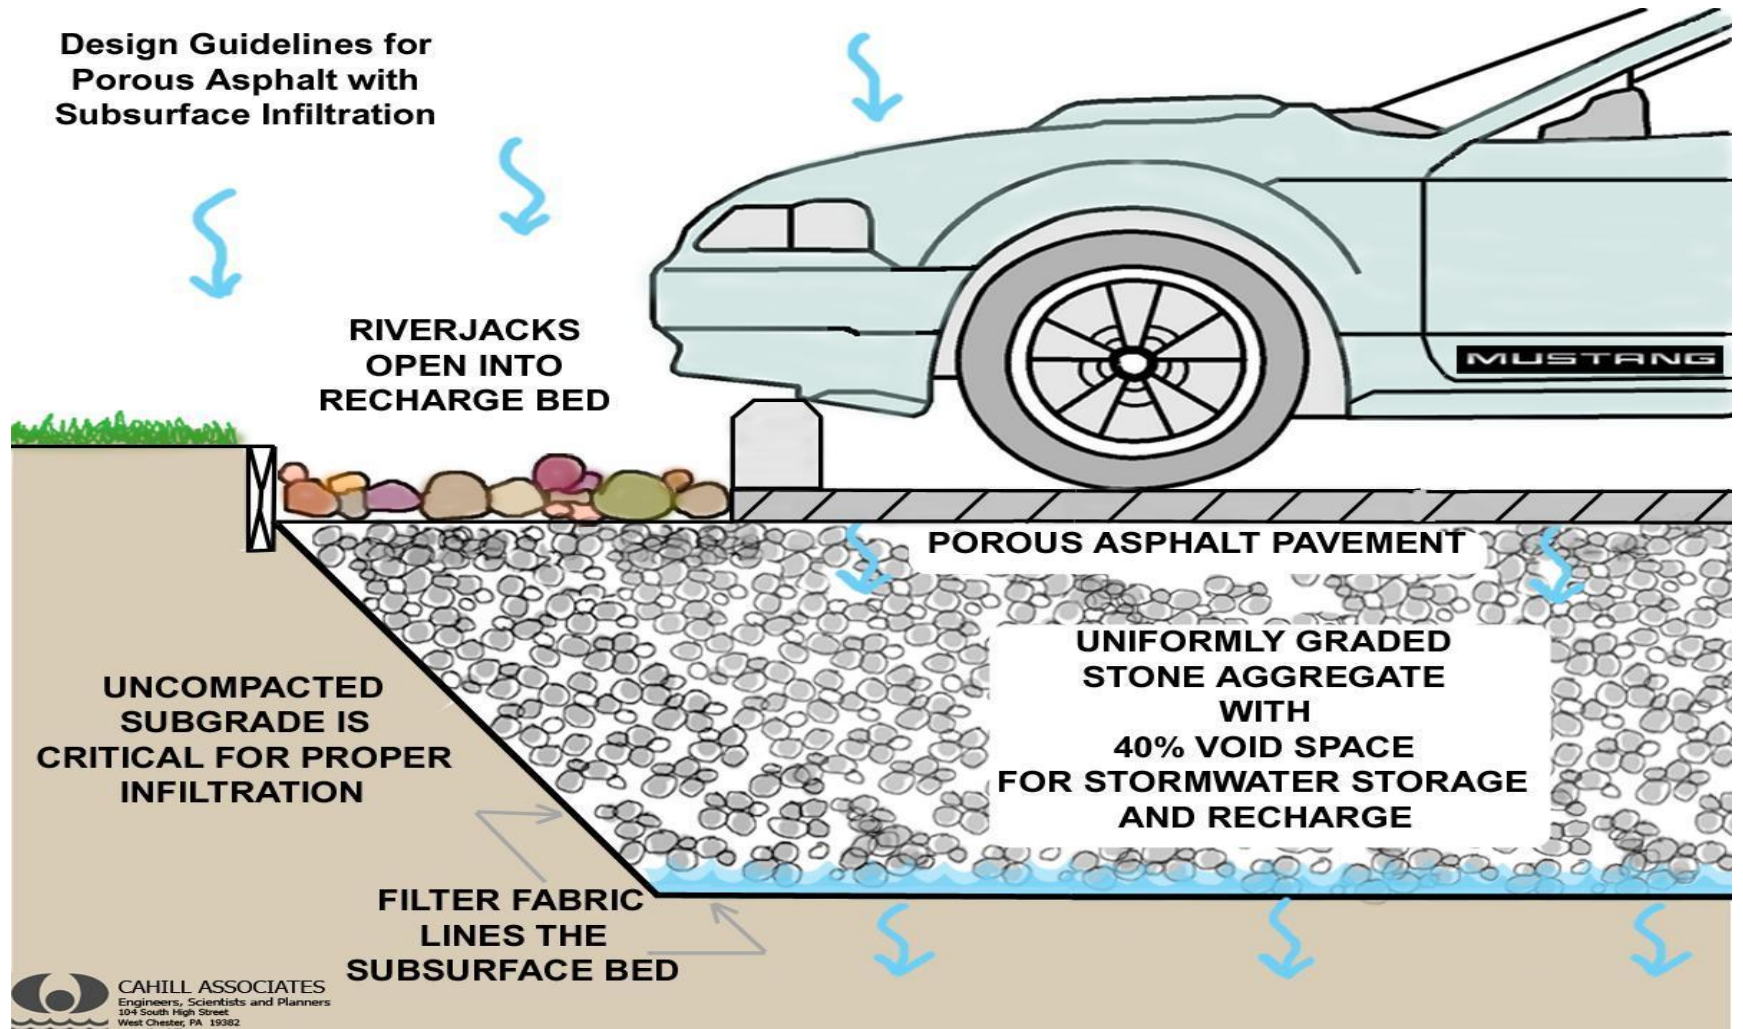 Design Guidelines for
Porous Asphalt with
Subsurface Infiltration
RIVERJACKS
OPEN INTO
RECHARGE BED
MUSTANG
POROUS ASPHALT PAVEMENT
UNIFORMLY GRADED
STONE AGGREGATE
WITH
40% VOID SPACE
FOR STORMWATER STORAGE
AND RECHARGE
UNCOMPACTED
SUBGRADE IS
CRITICAL FOR PROPER
INFILTRATION
FILTER FABRIC
LINES THE
SUBSURFACE BED
CAHILL ASSOCIATES
Engineers, Scientists and Planners
104 South High Street
West Chester, PA 19382